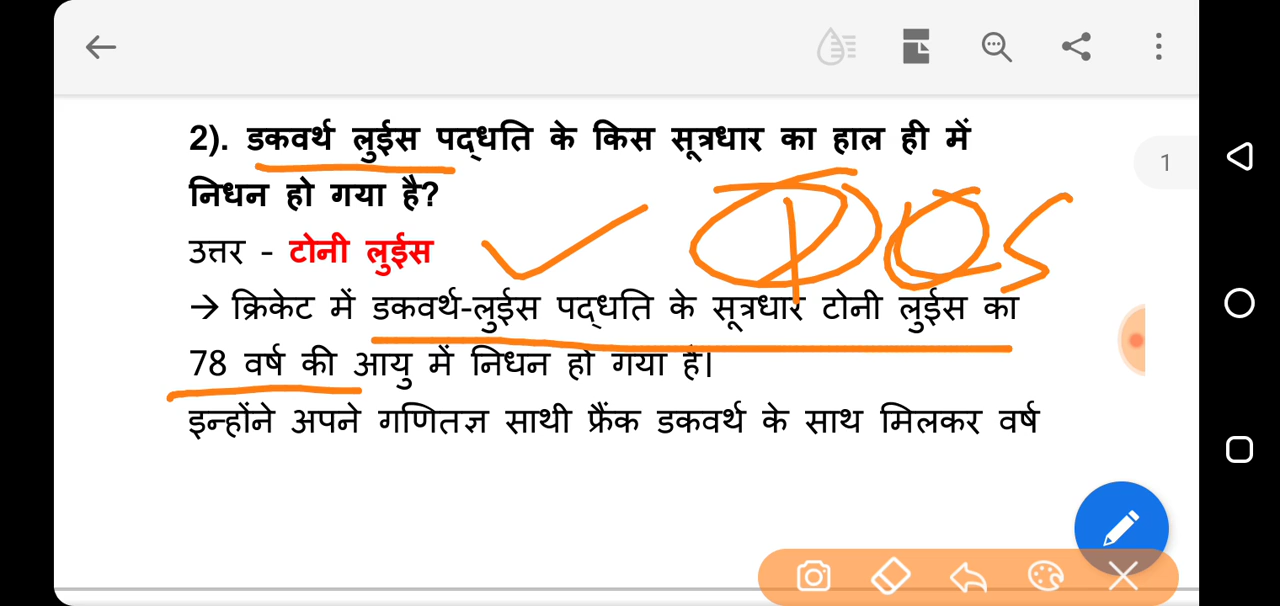 1
2). डकवर्थ लुईस पद्धति के किस सूत्रधार का हाल ही में
निधन हो गया है?
उत्तर - टोनी लुईस
→ क्रिकेट में डकवर्थ-लुईस पद्धति के सूत्रधार टोनी लुईस का
78 वर्ष की आयु में निधन हो गया है।
इन्होंने अपने गणितज्ञ साथी फ्रैंक डकवर्थ के साथ मिलकर वर्ष